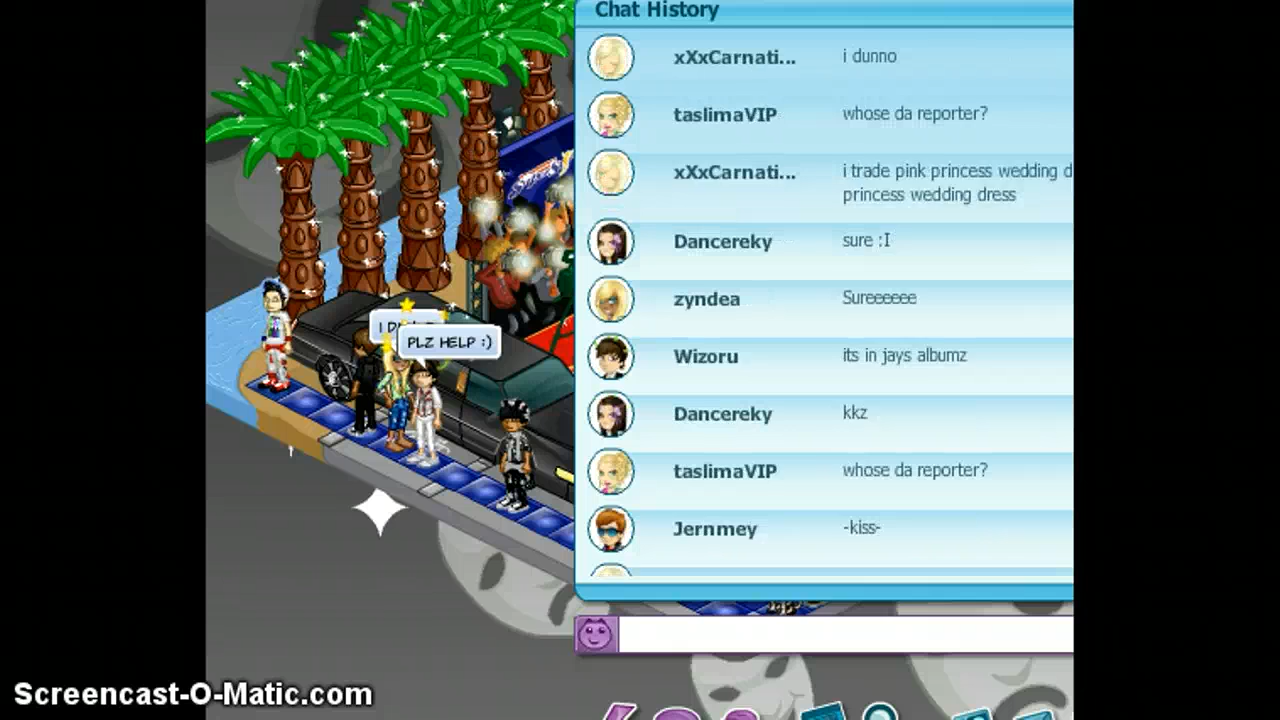 Chat History
xXxCarnati... i dunno
taslimaVIP whose da reporter?
xXxCarnati... i trade pink princess wedding d
princess wedding dress
Dancereky sure :I
zyndea Sureeeeee
Wizoru its in jays albumz
Dancereky kkz
taslimaVIP whose da reporter?
Jernmey -kiss-
I
PLZ HELP :)
Screencast-O-Matic.com